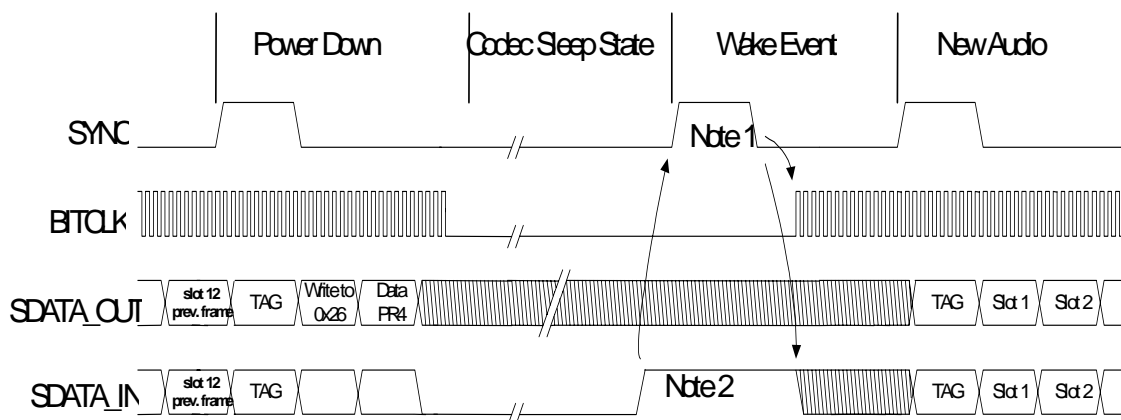 Power Down Codec Sleep State Wake Event New Audio
SYNC Note 1
BITCLK
SDATA_OUT slot 12 prev. frame TAG Write to 0x26 Data PR4 TAG Slot 1 Slot 2
SDATA_IN slot 12 prev. frame TAG Note 2 TAG Slot 1 Slot 2